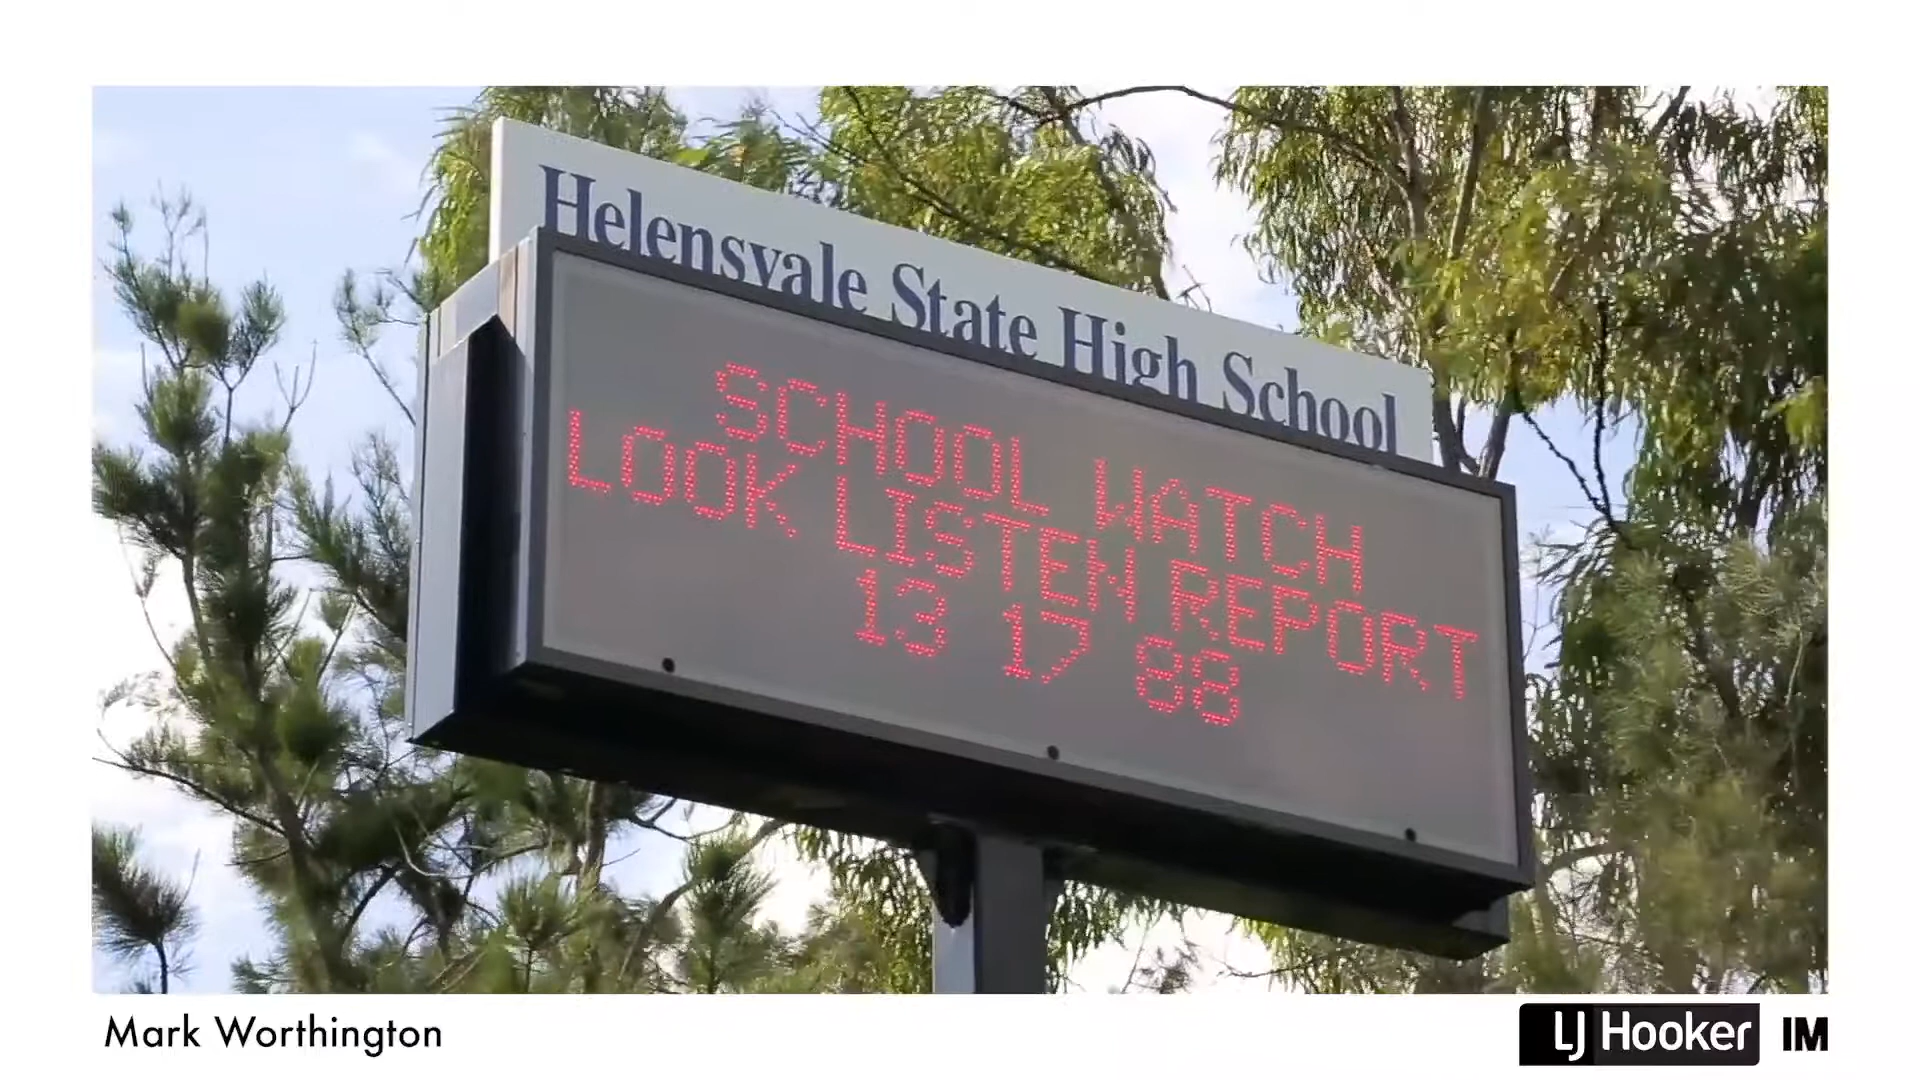 Helensvale State High School
SCHOOL WATCH
LOOK LISTEN REPORT
13 17 88
Mark Worthington
LJ Hooker IM